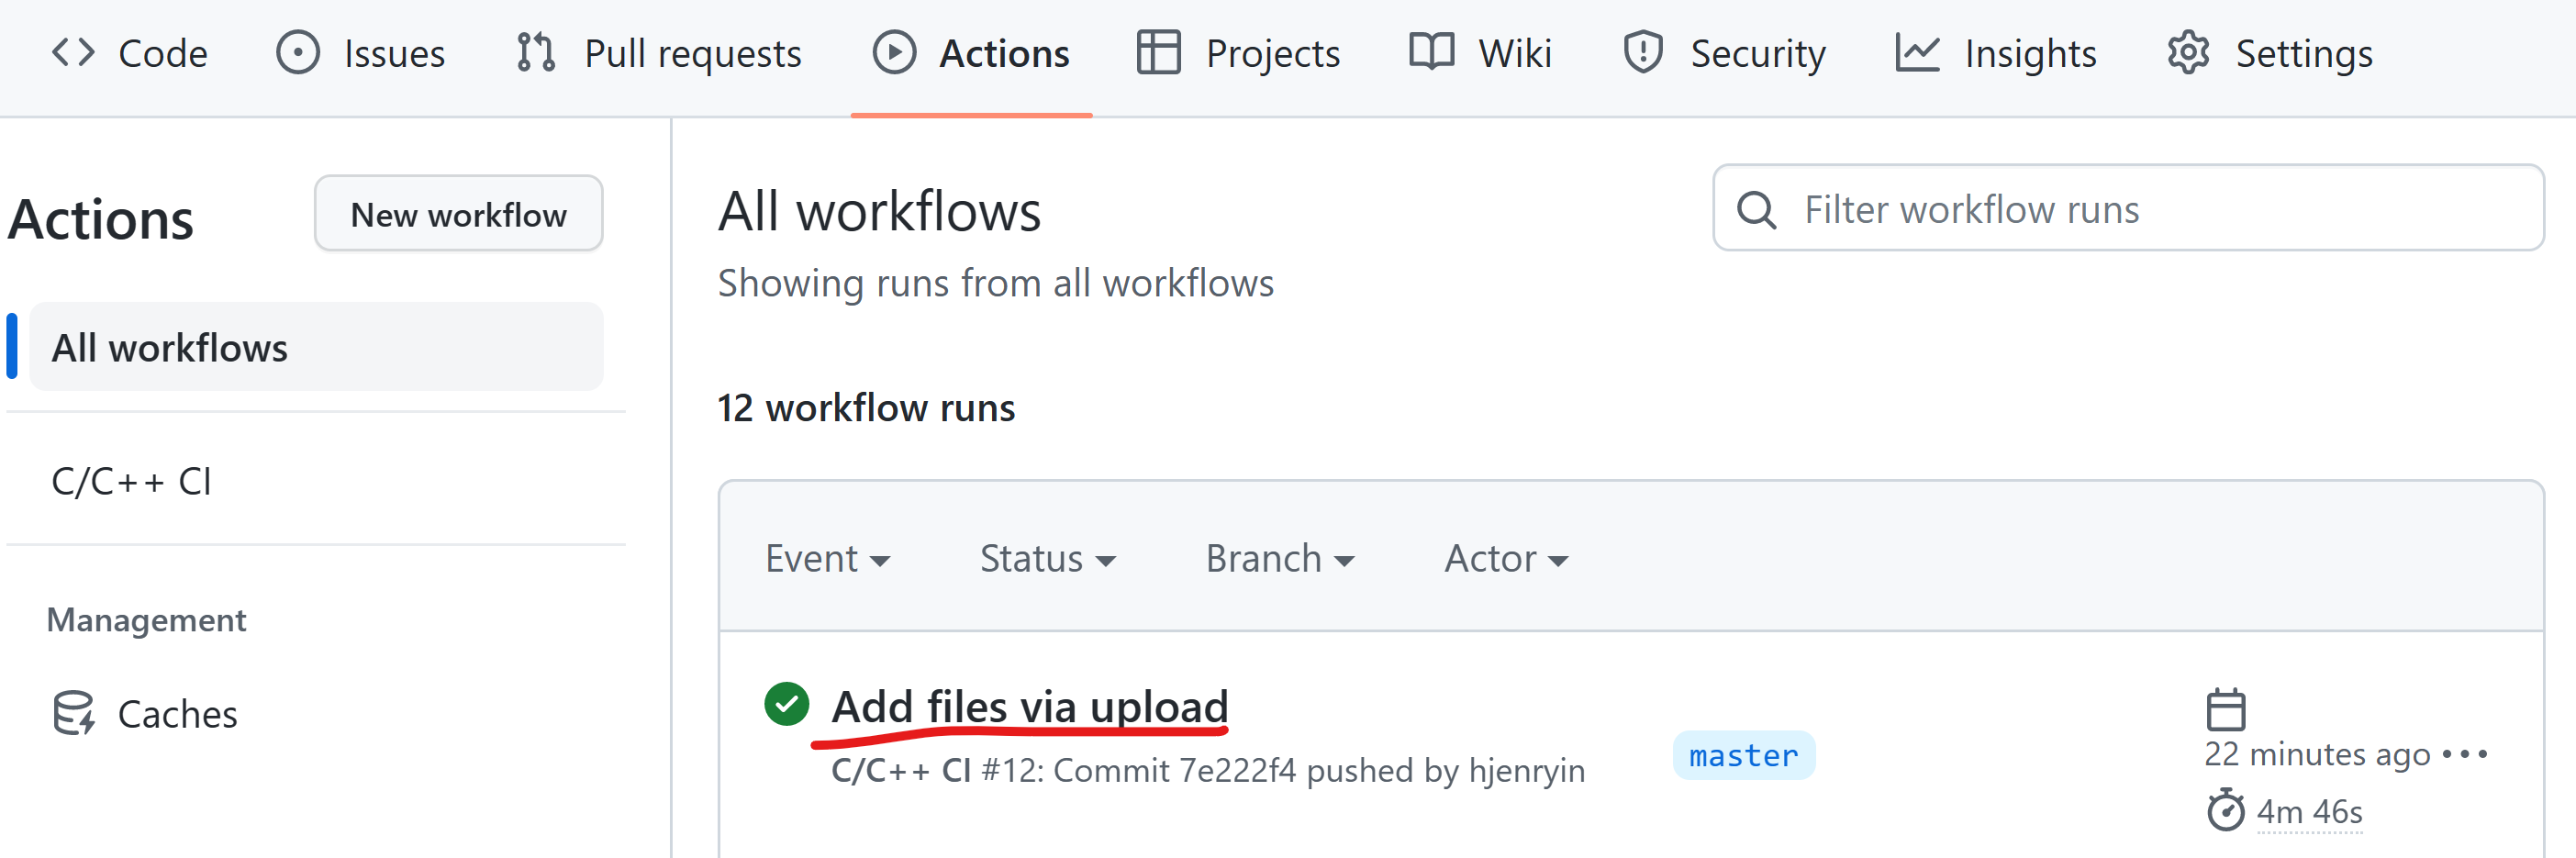 Code Issues Pull requests Actions Projects Wiki Security Insights Settings
Actions New workflow
All workflows
C/C++ CI
Management
Caches
All workflows
Filter workflow runs
Showing runs from all workflows
12 workflow runs
Event Status Branch Actor
Add files via upload
C/C++ CI #12: Commit 7e222f4 pushed by hjenryin
master
22 minutes ago
4m 46s